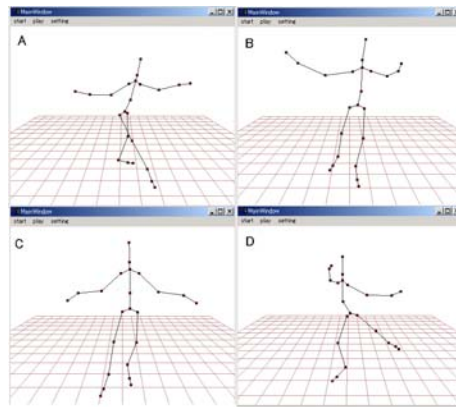 MainWindow
start play setting
A
MainWindow
start play setting
B
MainWindow
start play setting
C
MainWindow
start play setting
D